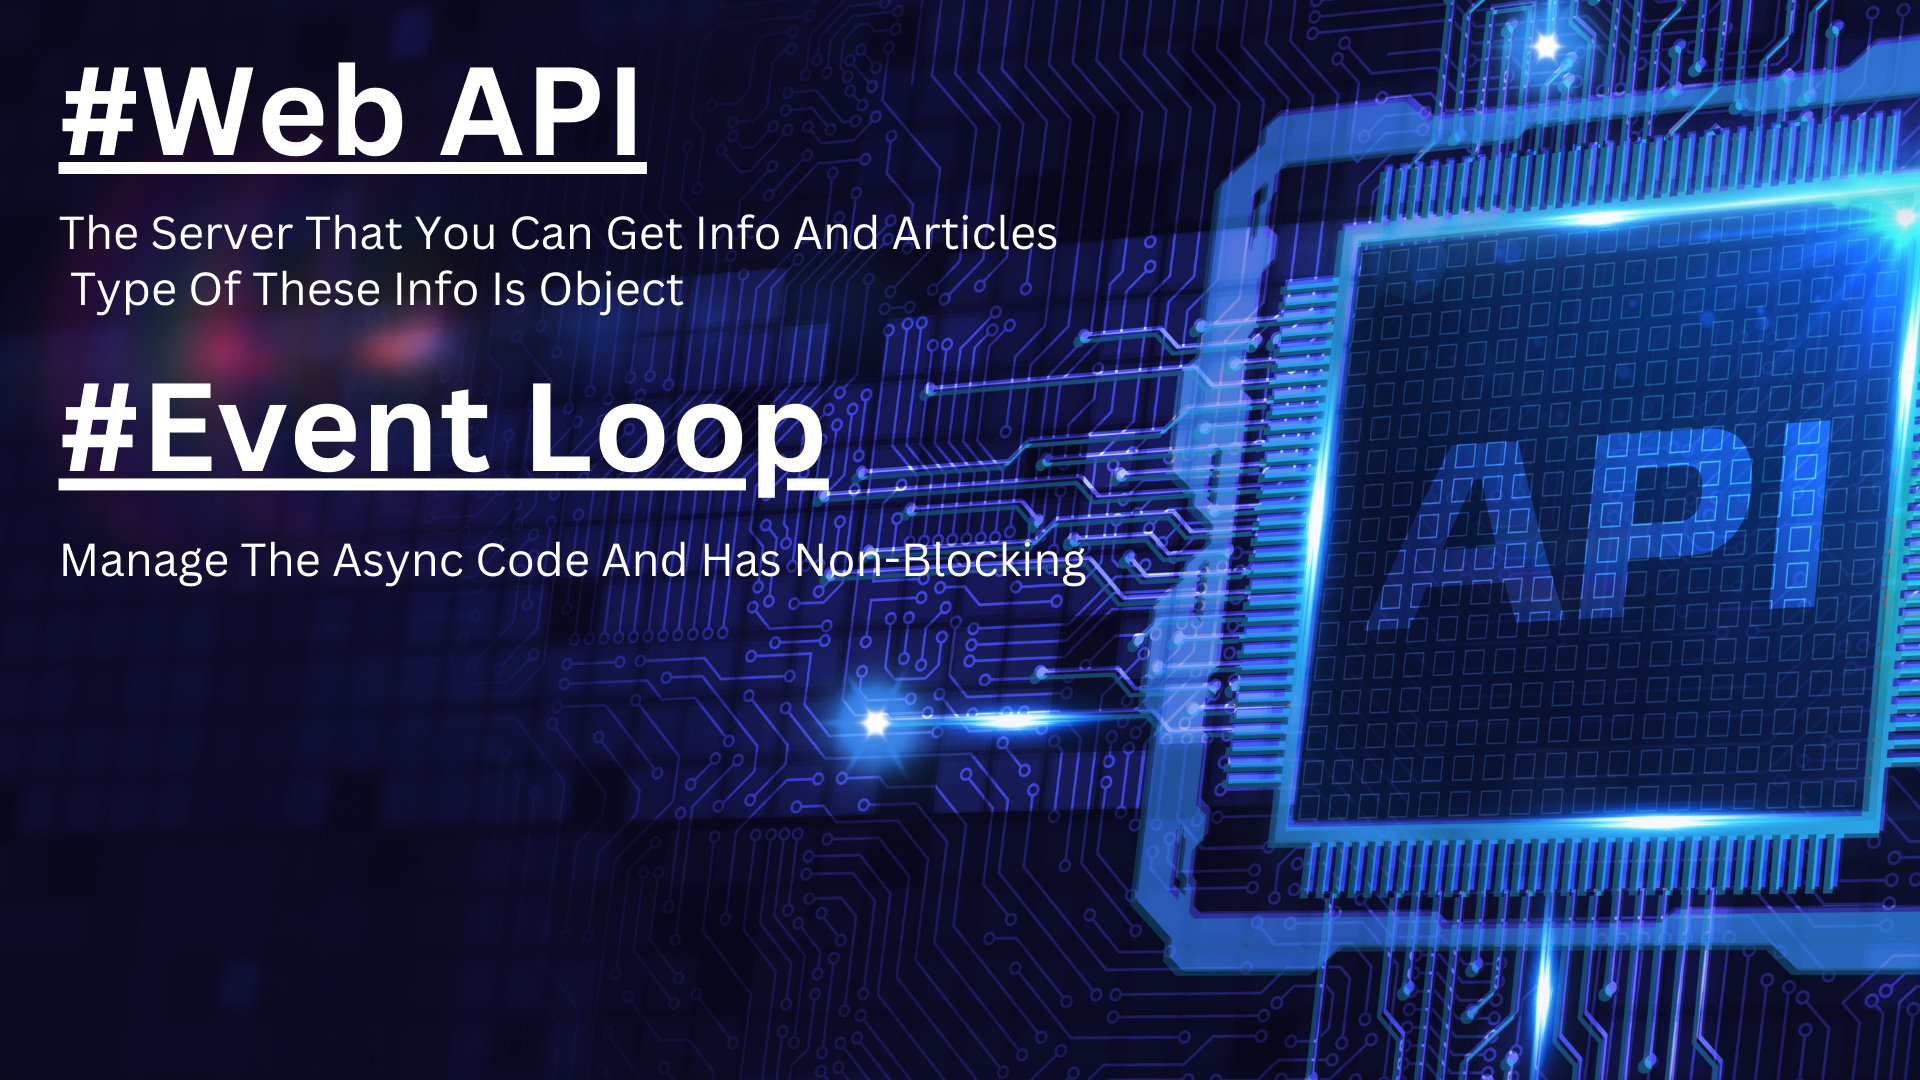 #Web API
The Server That You Can Get Info And Articles
Type Of These Info Is Object
#Event Loop
Manage The Async Code And Has Non-Blocking
API